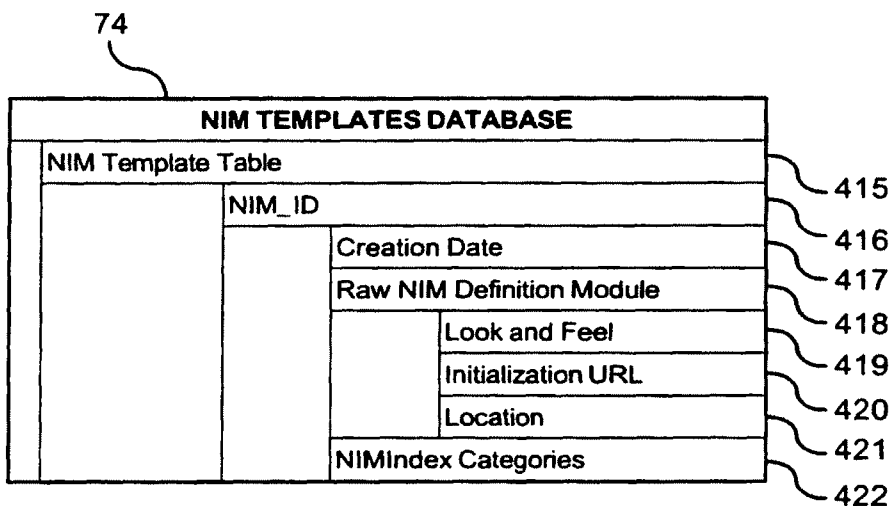 74
NIM TEMPLATES DATABASE
NIM Template Table
415
NIM_ID
416
Creation Date
417
Raw NIM Definition Module
418
Look and Feel
419
Initialization URL
420
Location
421
NIMIndex Categories
422